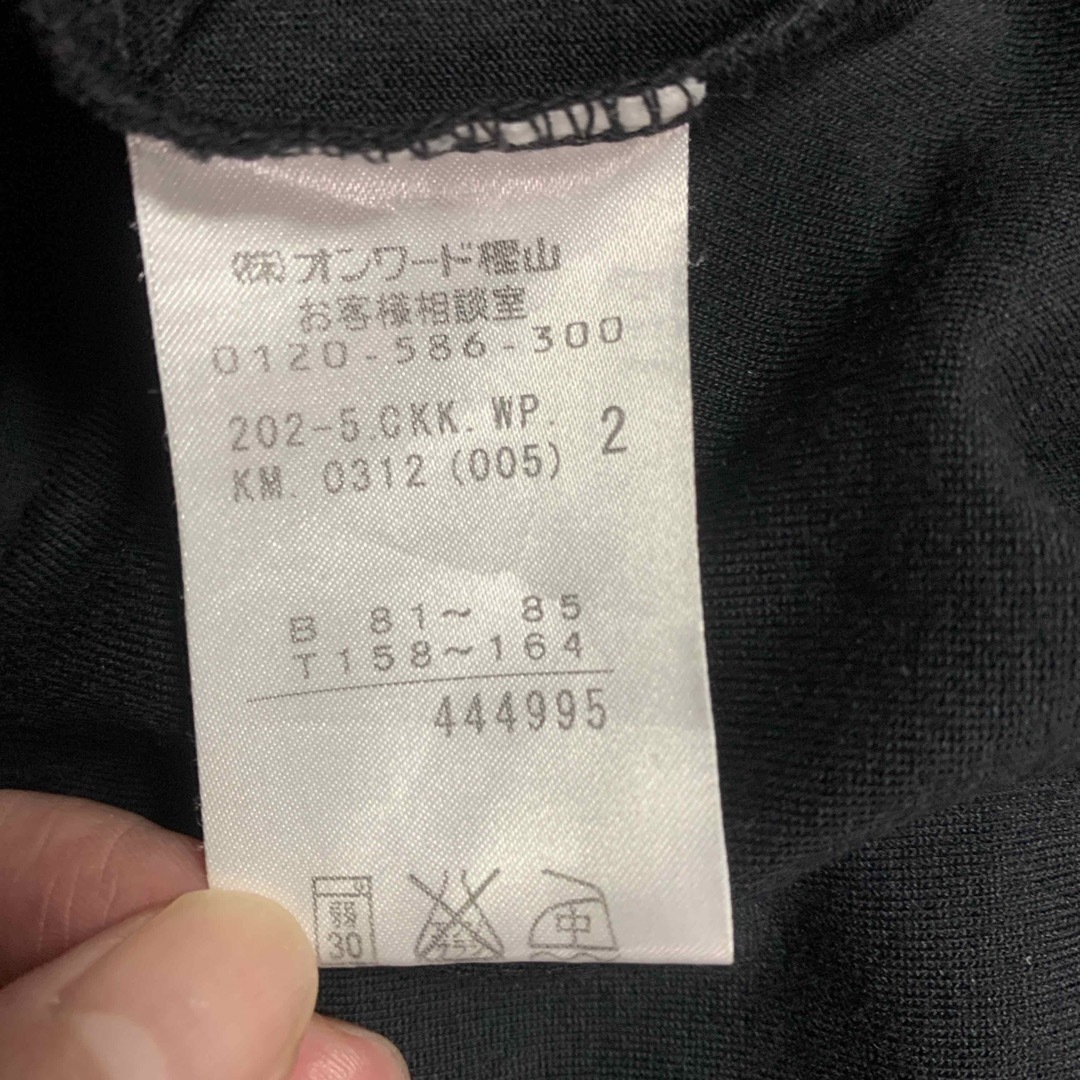 (株)オンワード樫山
お客様相談室
0120-586-300
202-5.CKK.WP. 2
KM. 0312 (005)
B 81～ 85
T158～164
444995
30
中